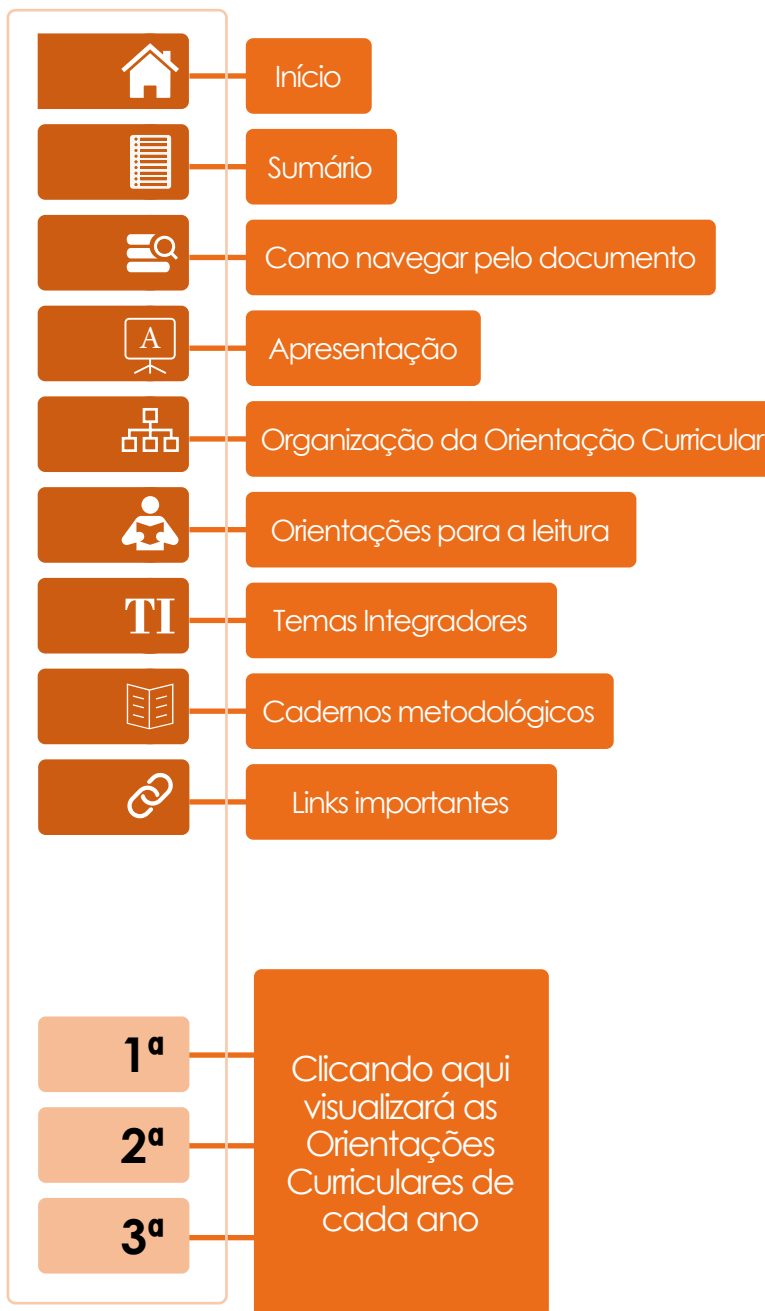 Início
Sumário
Como navegar pelo documento
A
Apresentação
Organização da Orientação Curricular
Orientações para a leitura
TI
Temas Integradores
Cadernos metodológicos
Links importantes
1ª
2ª
3ª
Clicando aqui
visualizará as
Orientações
Curriculares de
cada ano